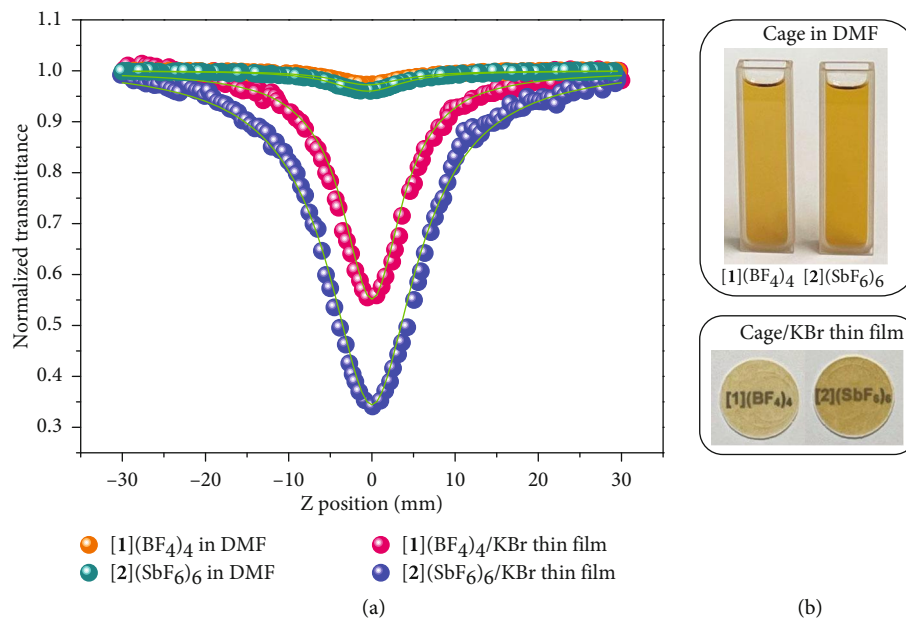 1.1
1.0
0.9
0.8
0.7
0.6
0.5
0.4
0.3
Normalized transmittance
−30 −20 −10 0 10 20 30
Z position (mm)
[1](BF₄)₄ in DMF
[2](SbF₆)₆ in DMF
[1](BF₄)₄/KBr thin film
[2](SbF₆)₆/KBr thin film
(a)
Cage in DMF
[1](BF₄)₄ [2](SbF₆)₆
Cage/KBr thin film
[1](BF₄)₄ [2](SbF₆)₆
(b)